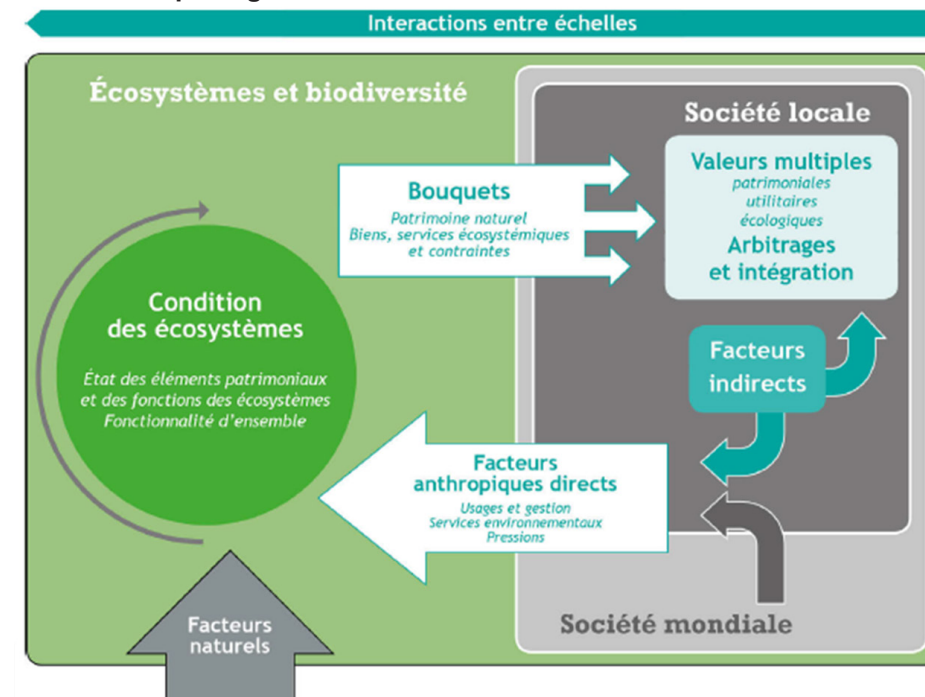 Interactions entre échelles
Écosystèmes et biodiversité
Société locale
Valeurs multiples
patrimoniales
utilitaires
écologiques
Arbitrages
et intégration
Bouquets
Patrimoine naturel
Biens, services écosystémiques
et contraintes
Condition
des écosystèmes
État des éléments patrimoniaux
et des fonctions des écosystèmes
Fonctionnalité d'ensemble
Facteurs
indirects
Facteurs
anthropiques directs
Usages et gestion
Services environnementaux
Pressions
Société mondiale
Facteurs
naturels